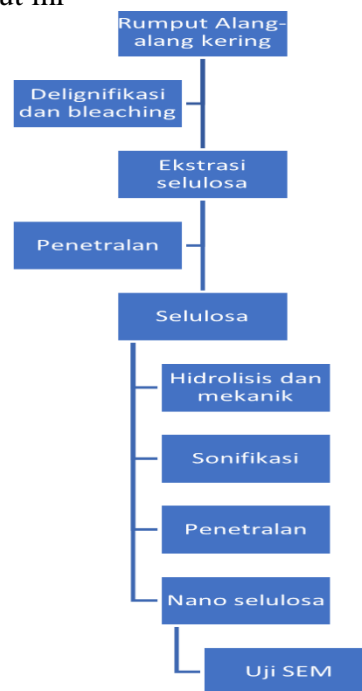 Rumput Alang-
alang kering
Delignifikasi
dan bleaching
Ekstrasi
selulosa
Penetralan
Selulosa
Hidrolisis dan
mekanik
Sonifikasi
Penetralan
Nano selulosa
Uji SEM